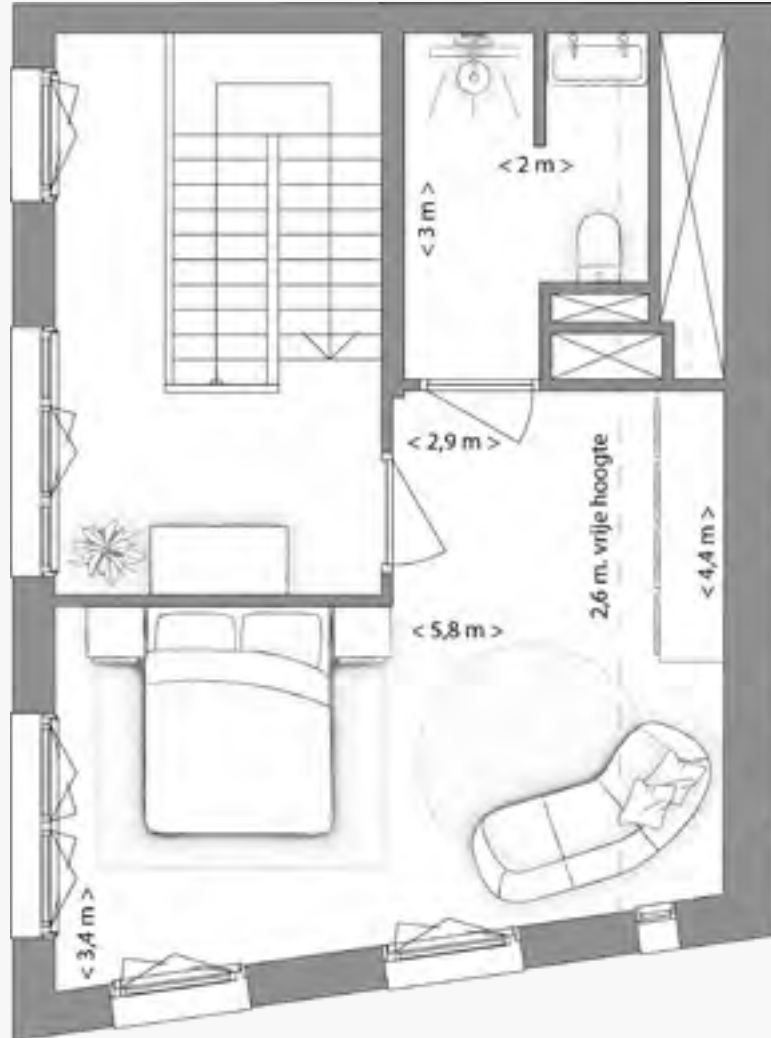 < 2 m >
< 3 m >
< 2,9 m >
2,6 m. vrije hoogte
< 4,4 m >
< 5,8 m >
< 3,4 m >